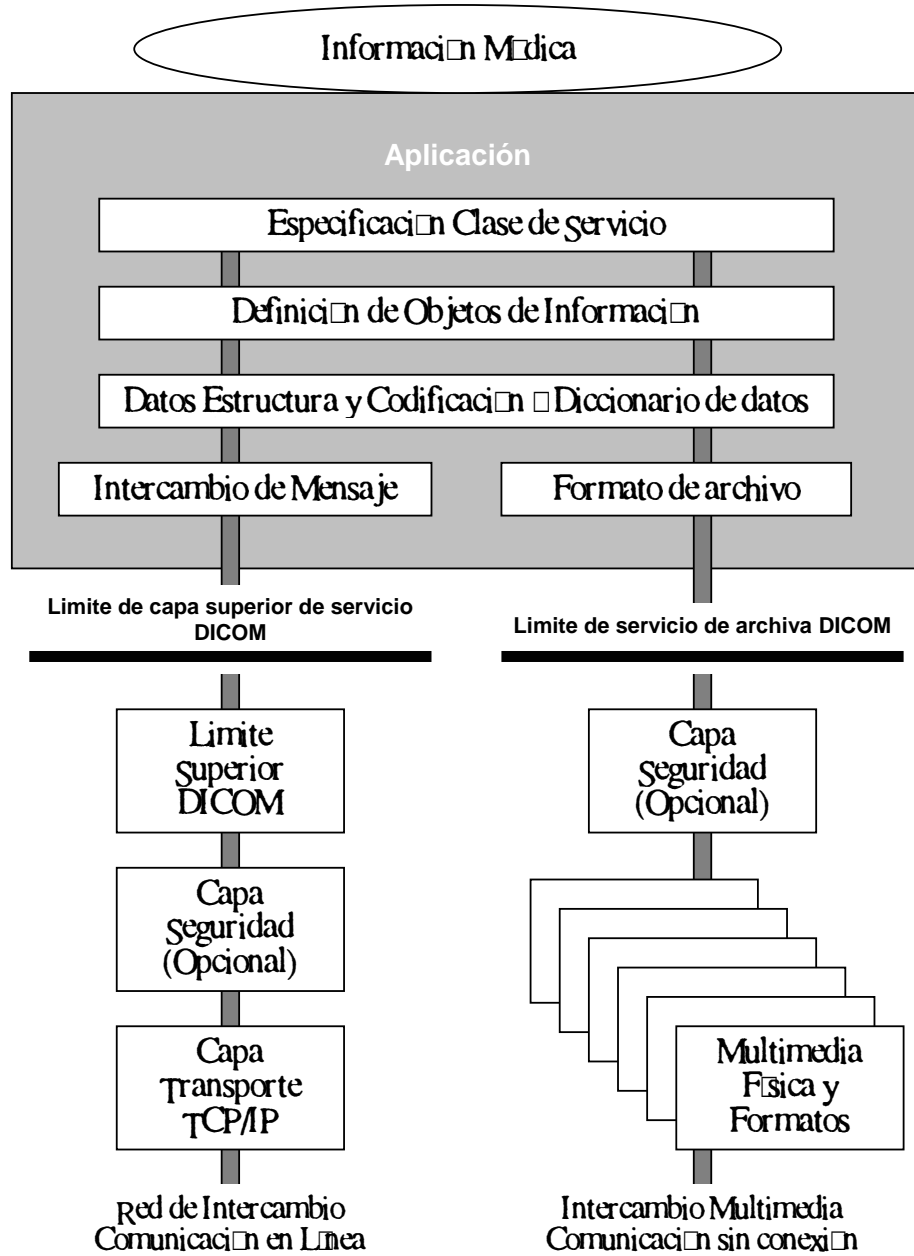 Informaci□n M□dica
Aplicación
Especificaci□n Clase de Servicio
Definici□n de Objetos de Informaci□n
Datos Estructura y Codificaci□n □ Diccionario de datos
Intercambio de Mensaje
Formato de archivo
Limite de capa superior de servicio
DICOM
Limite de servicio de archiva DICOM
Limite
Superior
DICOM
Capa
Seguridad
(Opcional)
Capa
Seguridad
(Opcional)
Capa
Transporte
TCP/IP
Multimedia
F□sica y
Formatos
Red de Intercambio
Comunicaci□n en L□nea
Intercambio Multimedia
Comunicaci□n sin conexi□n